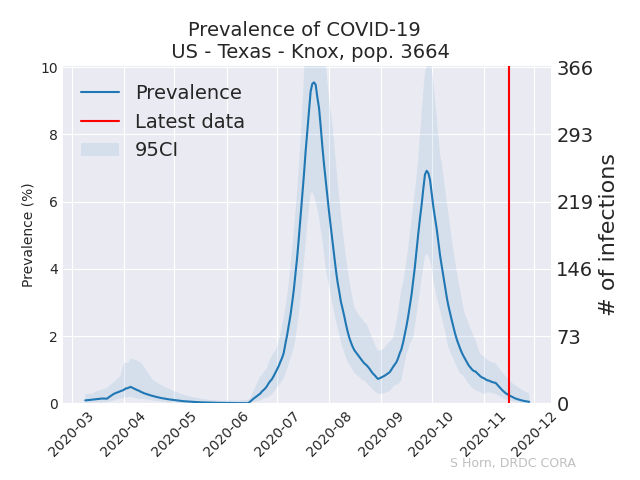 Prevalence of COVID-19
US - Texas - Knox, pop. 3664
Prevalence
Latest data
95CI
Prevalence (%)
10
8
6
4
2
0
366
293
219
146
73
0
# of infections
2020-03
2020-04
2020-05
2020-06
2020-07
2020-08
2020-09
2020-10
2020-11
2020-12
S Horn, DRDC CORA